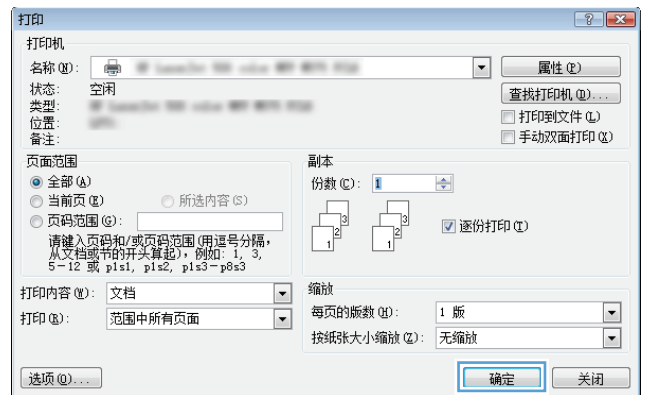 打印
打印机
名称(N):
属性(P)
状态: 空闲
查找打印机(D)...
类型:
位置:
打印到文件(L)
备注:
手动双面打印(X)
页面范围
全部(A)
当前页(E) 所选内容(S)
页码范围(G):
请键入页码和/或页码范围(用逗号分隔,
从文档或节的开头算起),例如: 1, 3,
5-12 或 p1s1, p1s2, p1s3-p8s3
副本
份数(C): 1
1 2 3 1 2 3
逐份打印(T)
打印内容(W): 文档
打印(R): 范围中所有页面
缩放
每页的版数(H): 1 版
按纸张大小缩放(Z): 无缩放
选项(O)...
确定 关闭